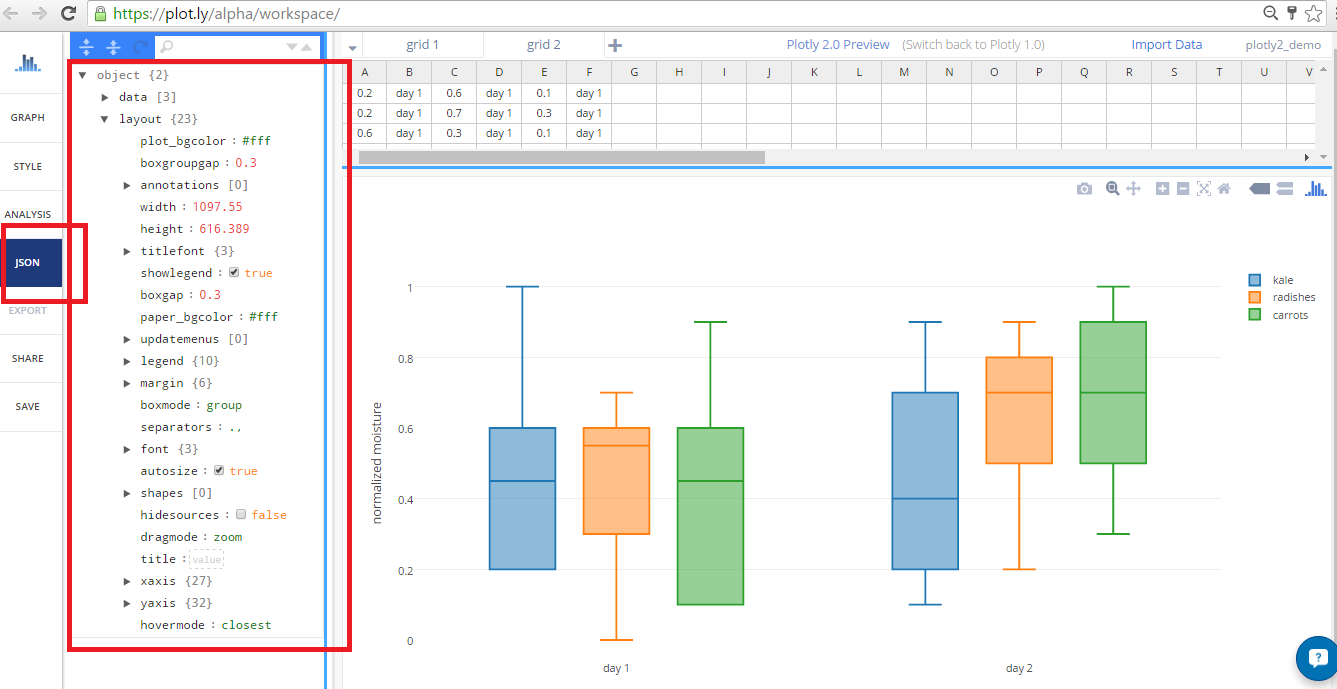 https://plot.ly/alpha/workspace/
grid 1 grid 2 Plotly 2.0 Preview (Switch back to Plotly 1.0) Import Data plotly2_demo
A B C D E F G H I J K L M N O P Q R S T U V
0.2 day 1 0.6 day 1 0.1 day 1
0.2 day 1 0.7 day 1 0.3 day 1
0.6 day 1 0.3 day 1 0.1 day 1
GRAPH
STYLE
ANALYSIS
JSON
EXPORT
SHARE
SAVE
object {2}
data [3]
layout {23}
plot_bgcolor : #fff
boxgroupgap : 0.3
annotations [0]
width : 1097.55
height : 616.389
titlefont {3}
showlegend : true
boxgap : 0.3
paper_bgcolor : #fff
updatemenus [0]
legend {10}
margin {6}
boxmode : group
separators : .,
font {3}
autosize : true
shapes [0]
hidesources : false
dragmode : zoom
title : value
xaxis {27}
yaxis {32}
hovermode : closest
normalized moisture
1
0.8
0.6
0.4
0.2
0
day 1 day 2
kale
radishes
carrots
?